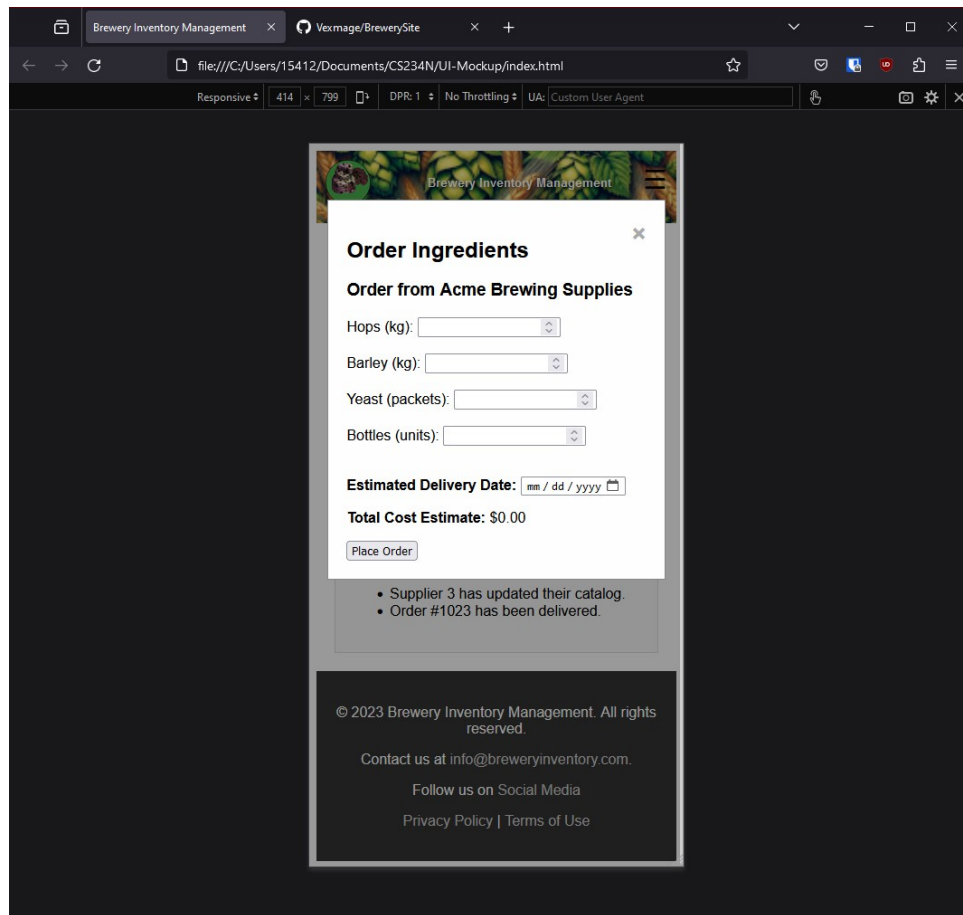 Brewery Inventory Management
Vexmage/BrewerySite
file:///C:/Users/15412/Documents/CS234N/UI-Mockup/index.html
Responsive 414 × 799 DPR: 1 No Throttling UA: Custom User Agent
Brewery Inventory Management
Order Ingredients
Order from Acme Brewing Supplies
Hops (kg):
Barley (kg):
Yeast (packets):
Bottles (units):
Estimated Delivery Date: mm / dd / yyyy
Total Cost Estimate: $0.00
Place Order
• Supplier 3 has updated their catalog.
• Order #1023 has been delivered.
© 2023 Brewery Inventory Management. All rights
reserved.
Contact us at info@breweryinventory.com.
Follow us on Social Media
Privacy Policy | Terms of Use